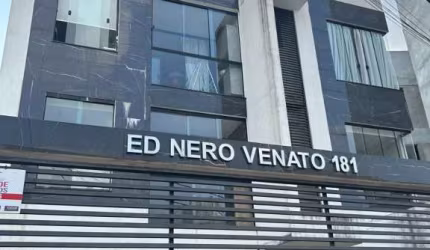 ED NERO VENATO 181